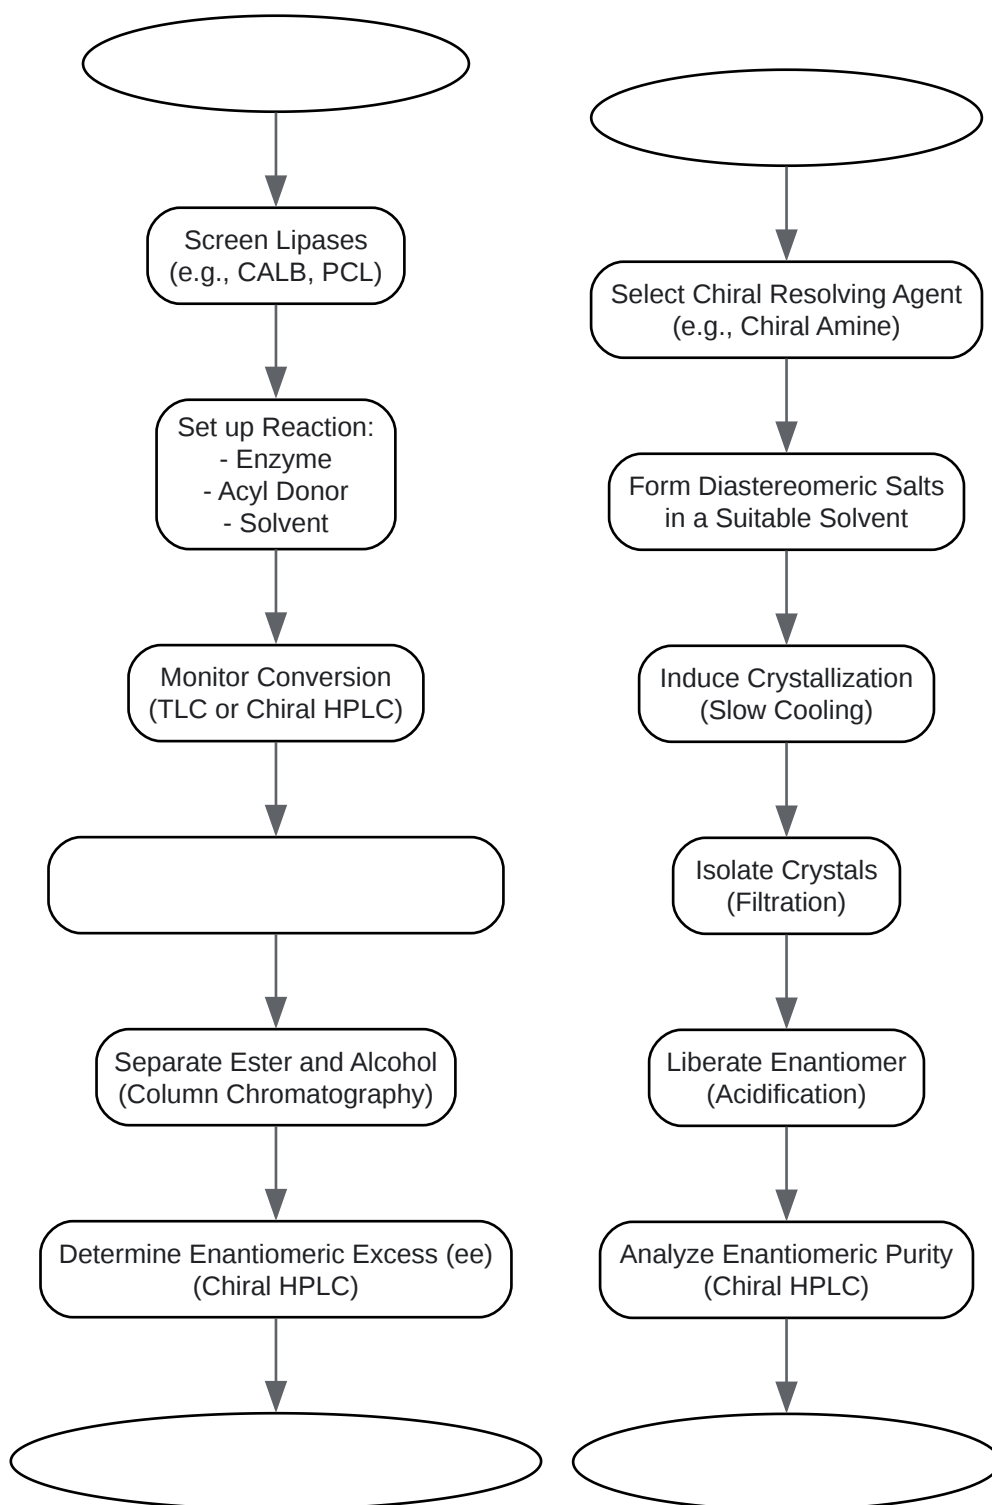 Screen Lipases
(e.g., CALB, PCL)
Set up Reaction:
- Enzyme
- Acyl Donor
- Solvent
Monitor Conversion
(TLC or Chiral HPLC)
Separate Ester and Alcohol
(Column Chromatography)
Determine Enantiomeric Excess (ee)
(Chiral HPLC)
Select Chiral Resolving Agent
(e.g., Chiral Amine)
Form Diastereomeric Salts
in a Suitable Solvent
Induce Crystallization
(Slow Cooling)
Isolate Crystals
(Filtration)
Liberate Enantiomer
(Acidification)
Analyze Enantiomeric Purity
(Chiral HPLC)